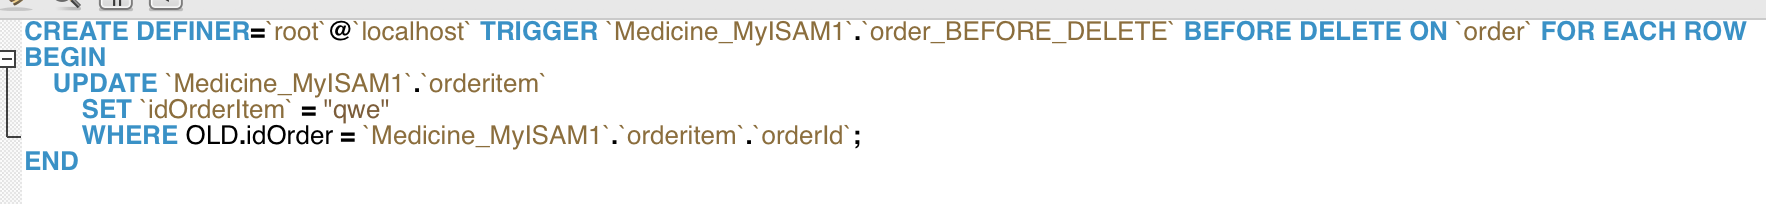 CREATE DEFINER=`root`@`localhost` TRIGGER `Medicine_MyISAM1`.`order_BEFORE_DELETE` BEFORE DELETE ON `order` FOR EACH ROW
BEGIN
    UPDATE `Medicine_MyISAM1`.`orderitem`
        SET `idOrderItem` = "qwe"
        WHERE OLD.idOrder = `Medicine_MyISAM1`.`orderitem`.`orderId`;
END